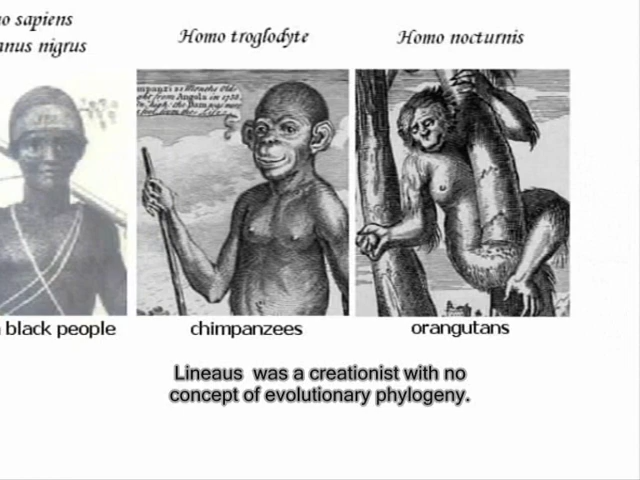 o sapiens
anus nigrus
Homo troglodyte
Homo nocturnis
black people
chimpanzees
orangutans
Lineaus was a creationist with no
concept of evolutionary phylogeny.